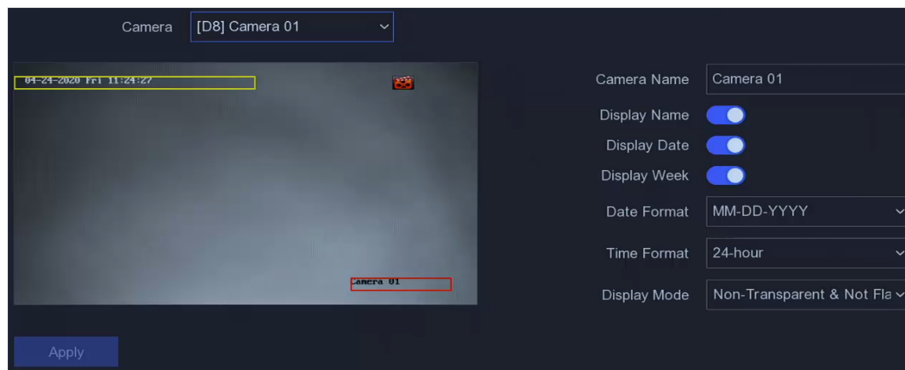 Camera [D8] Camera 01
04-24-2020 Fri 11:24:27
Camera 01
Camera Name Camera 01
Display Name
Display Date
Display Week
Date Format MM-DD-YYYY
Time Format 24-hour
Display Mode Non-Transparent & Not Fla
Apply